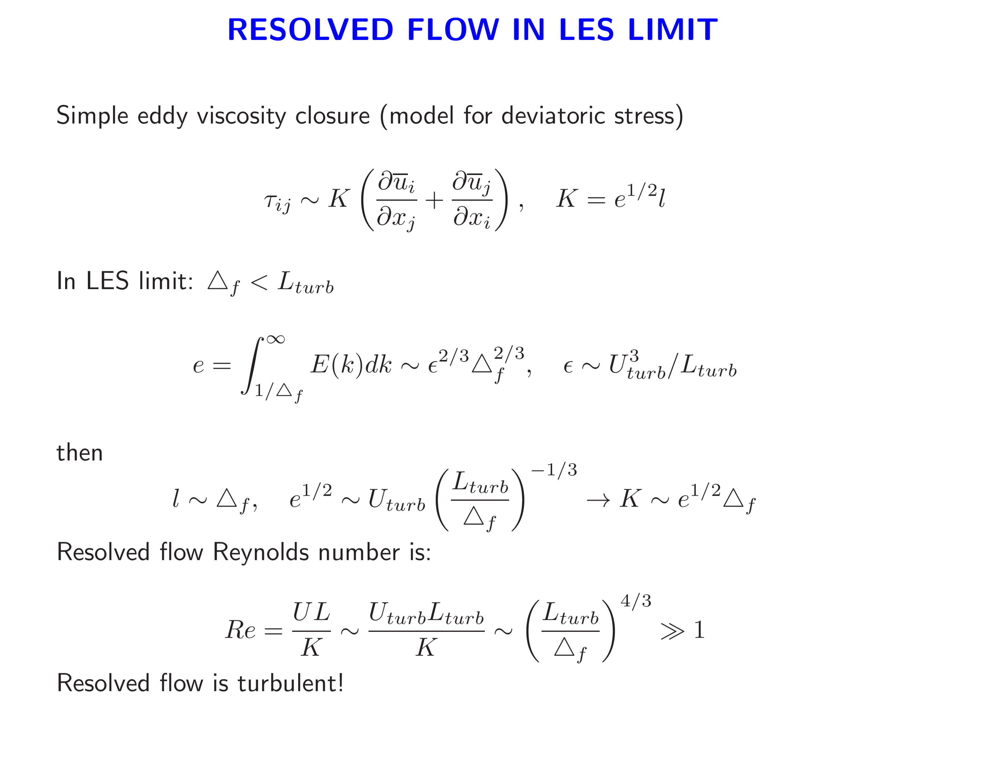 RESOLVED FLOW IN LES LIMIT
Simple eddy viscosity closure (model for deviatoric stress)
$\tau_{ij} \sim K \left( \frac{\partial \overline{u}_i}{\partial x_j} + \frac{\partial \overline{u}_j}{\partial x_i} \right) , \quad K = e^{1/2} l$
In LES limit: $\triangle_f < L_{turb}$
$e = \int_{1/\triangle_f}^{\infty} E(k)dk \sim \epsilon^{2/3} \triangle_f^{2/3}, \quad \epsilon \sim U_{turb}^3/L_{turb}$
then
$l \sim \triangle_f, \quad e^{1/2} \sim U_{turb} \left( \frac{L_{turb}}{\triangle_f} \right)^{-1/3} \rightarrow K \sim e^{1/2} \triangle_f$
Resolved flow Reynolds number is:
$Re = \frac{UL}{K} \sim \frac{U_{turb} L_{turb}}{K} \sim \left( \frac{L_{turb}}{\triangle_f} \right)^{4/3} \gg 1$
Resolved flow is turbulent!